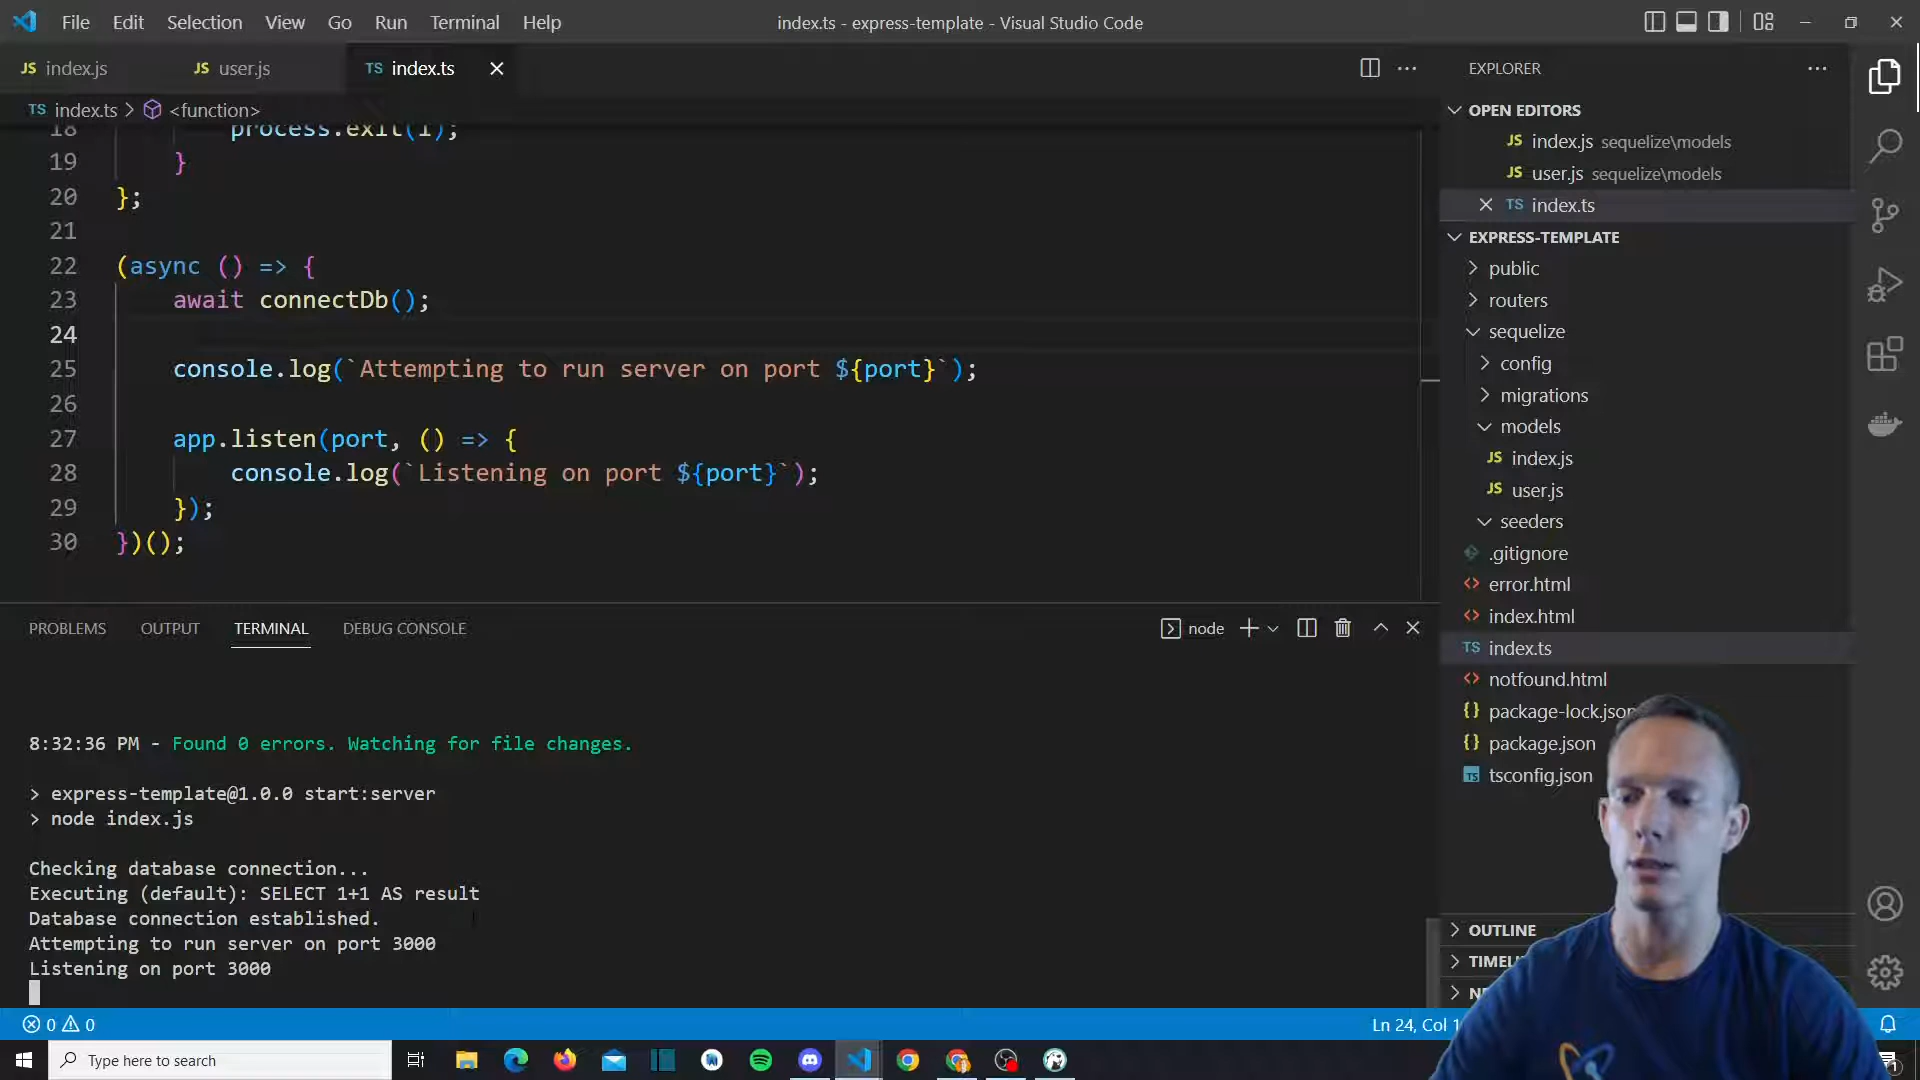 File Edit Selection View Go Run Terminal Help
index.ts - express-template - Visual Studio Code
JS index.js
JS user.js
TS index.ts
TS index.ts > <function>
18 process.exit(1);
19 }
20 };
21
22 (async () => {
23 await connectDb();
24
25 console.log(`Attempting to run server on port ${port}`);
26
27 app.listen(port, () => {
28 console.log(`Listening on port ${port}`);
29 });
30 })();
PROBLEMS OUTPUT TERMINAL DEBUG CONSOLE
node
8:32:36 PM - Found 0 errors. Watching for file changes.
> express-template@1.0.0 start:server
> node index.js
Checking database connection...
Executing (default): SELECT 1+1 AS result
Database connection established.
Attempting to run server on port 3000
Listening on port 3000
EXPLORER
OPEN EDITORS
JS index.js sequelize\models
JS user.js sequelize\models
TS index.ts
EXPRESS-TEMPLATE
public
routers
sequelize
config
migrations
models
JS index.js
JS user.js
seeders
.gitignore
<> error.html
<> index.html
TS index.ts
<> notfound.html
{} package-lock.json
{} package.json
TS tsconfig.json
OUTLINE
0 0
Ln 24, Col
Type here to search